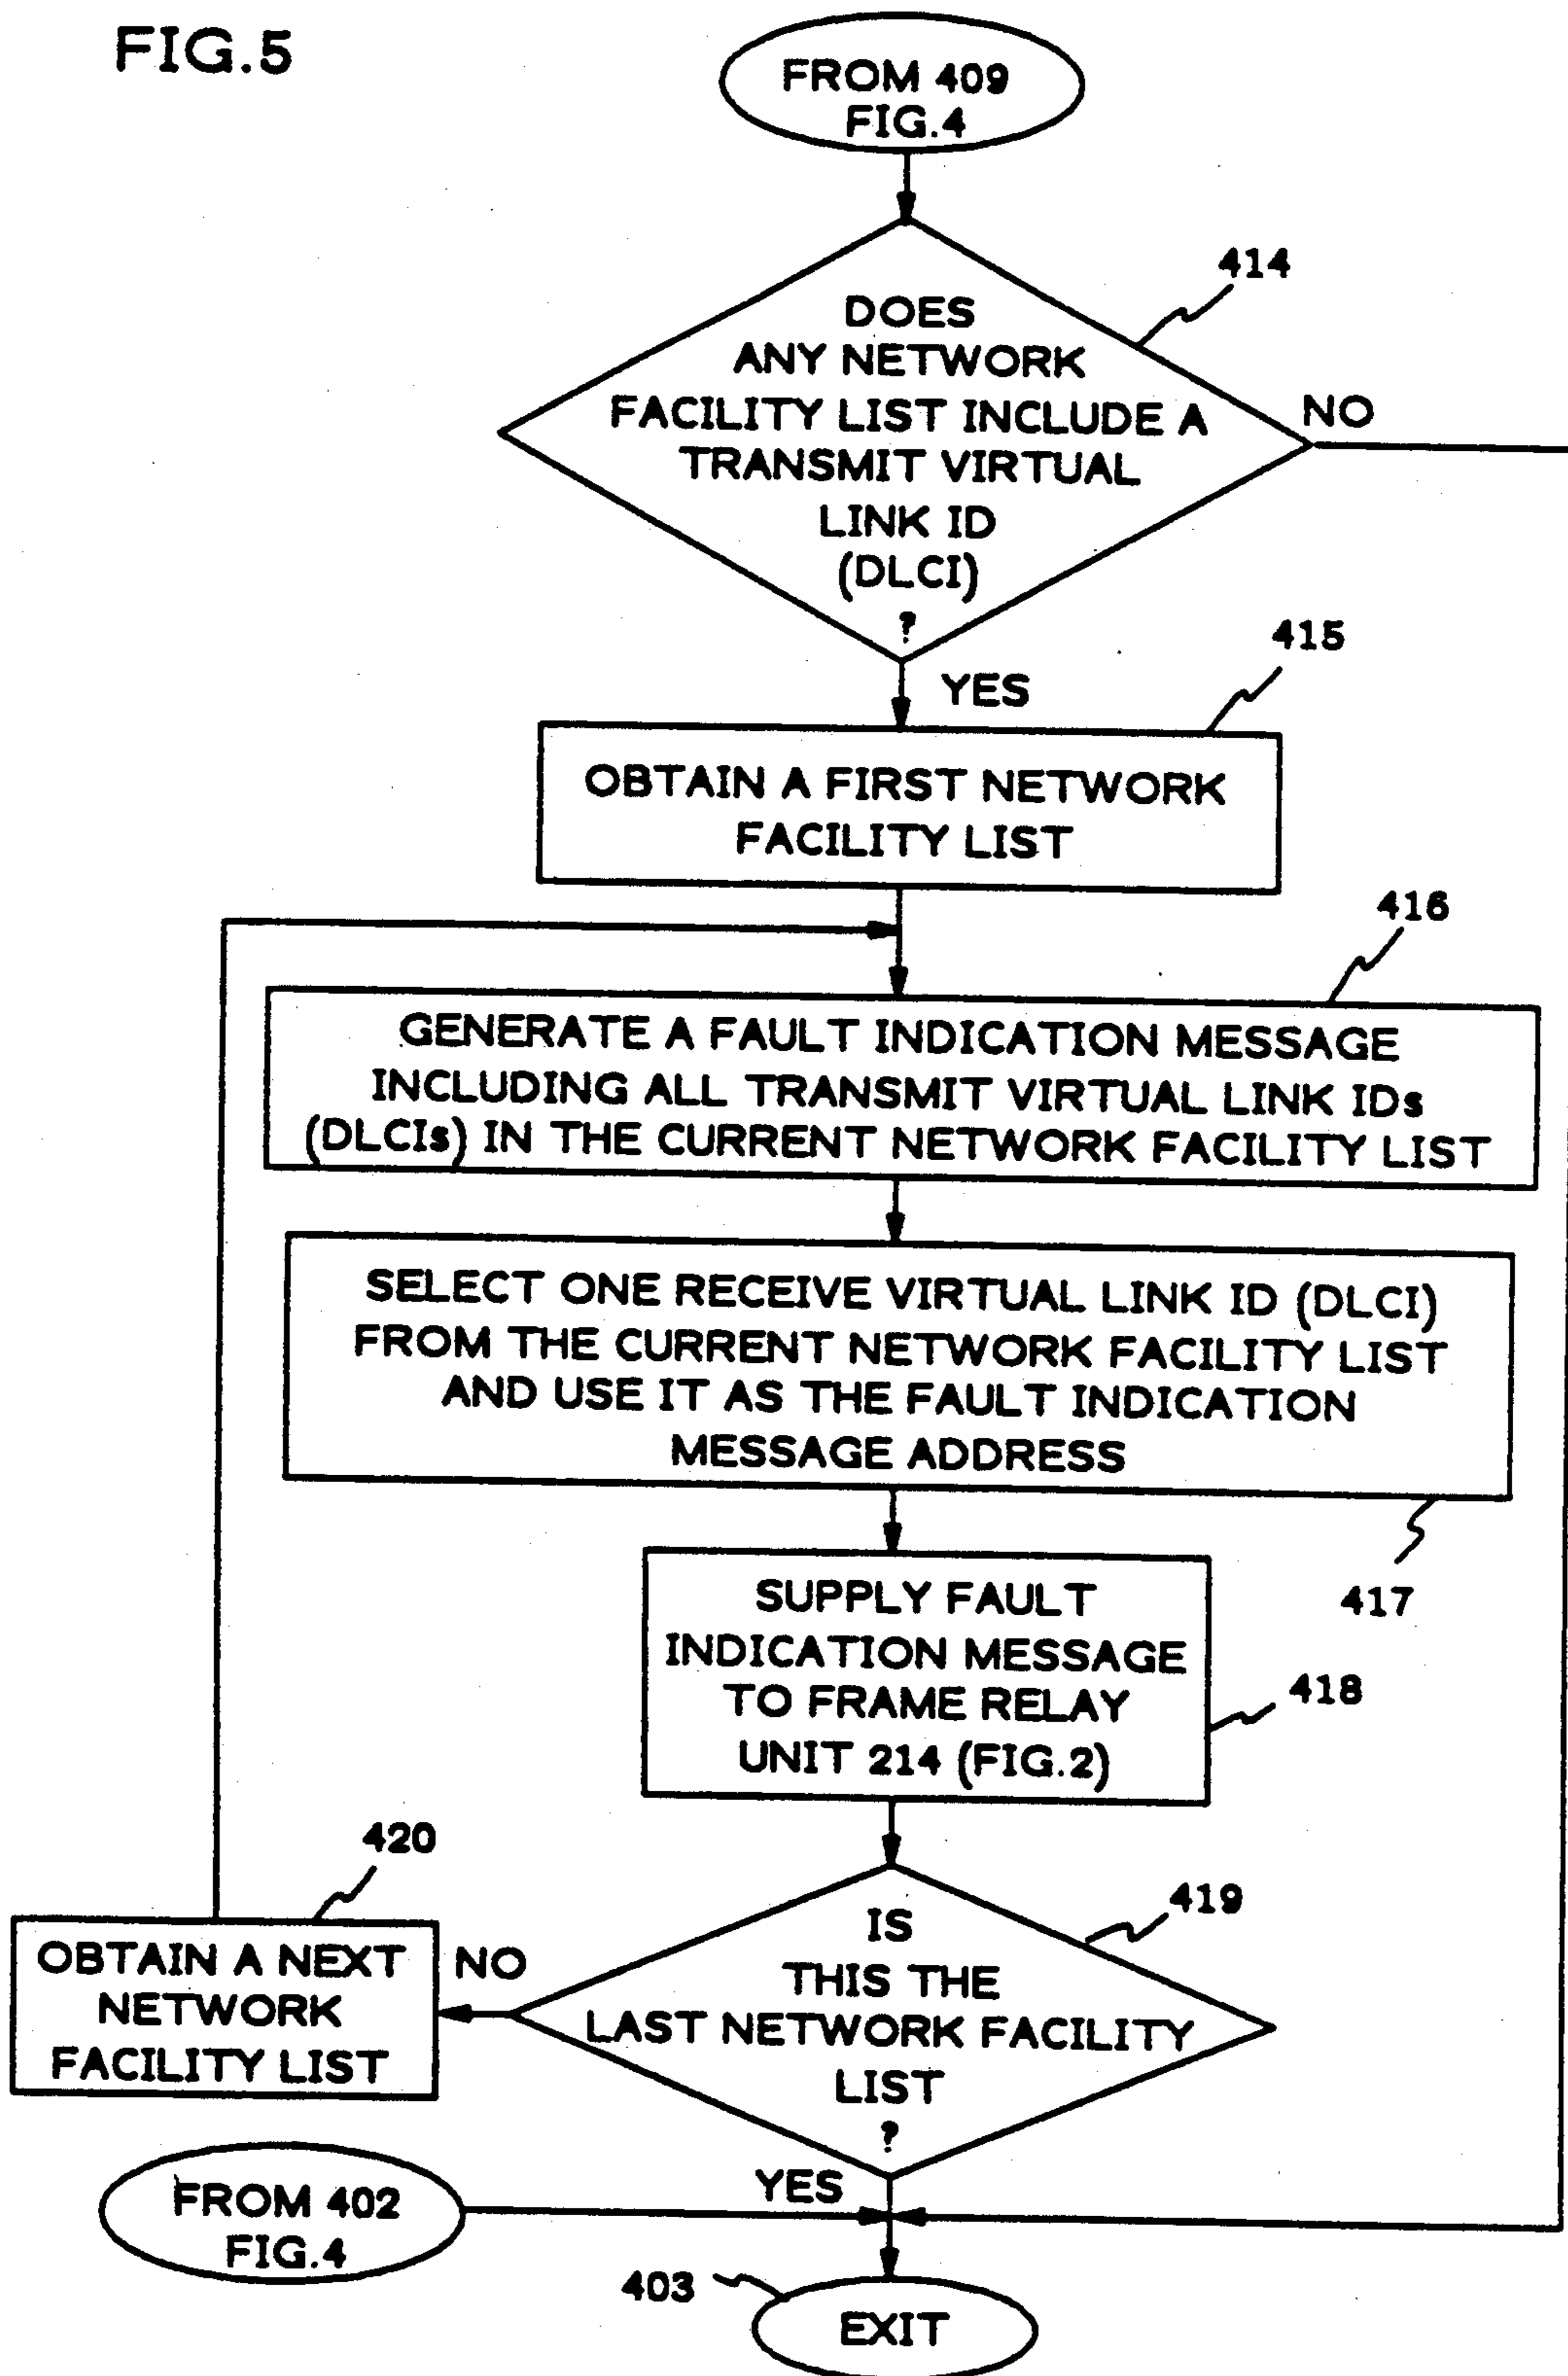 FIG.5
FROM 409
FIG.4
414
DOES
ANY NETWORK
FACILITY LIST INCLUDE A
TRANSMIT VIRTUAL
LINK ID
(DLCI)
?
NO
YES
415
OBTAIN A FIRST NETWORK
FACILITY LIST
416
GENERATE A FAULT INDICATION MESSAGE
INCLUDING ALL TRANSMIT VIRTUAL LINK IDs
(DLCIs) IN THE CURRENT NETWORK FACILITY LIST
SELECT ONE RECEIVE VIRTUAL LINK ID (DLCI)
FROM THE CURRENT NETWORK FACILITY LIST
AND USE IT AS THE FAULT INDICATION
MESSAGE ADDRESS
417
SUPPLY FAULT
INDICATION MESSAGE
TO FRAME RELAY
UNIT 214 (FIG.2)
418
419
IS
THIS THE
LAST NETWORK FACILITY
LIST
?
NO
420
OBTAIN A NEXT
NETWORK
FACILITY LIST
YES
FROM 402
FIG.4
403
EXIT